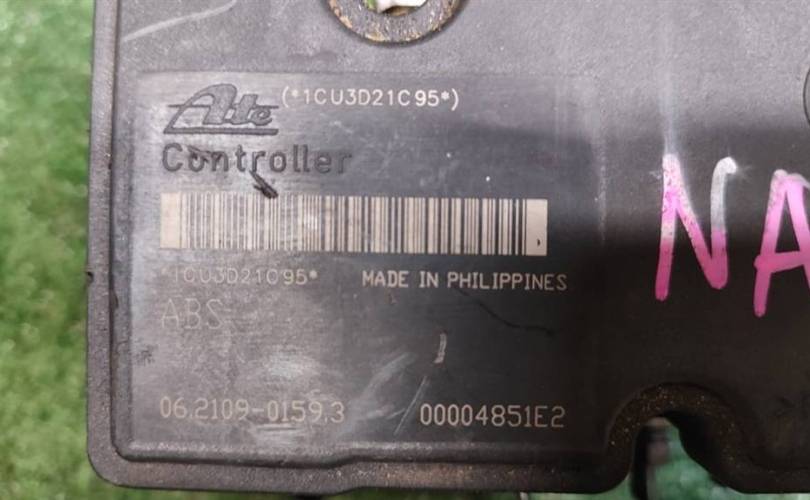 Ate (*1CU3D21C95*)
Controller
*1CU3D21C95* MADE IN PHILIPPINES
ABS
06.2109-0159.3 00004851E2
NA